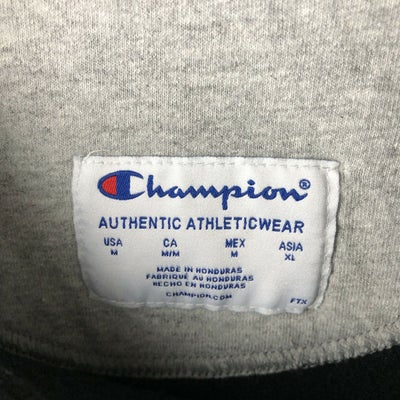 Champion®
AUTHENTIC ATHLETICWEAR
USA CA MEX ASIA
M M/M M XL
MADE IN HONDURAS
FABRIQUÉ AU HONDURAS
HECHO EN HONDURAS
CHAMPION.COM
FTX